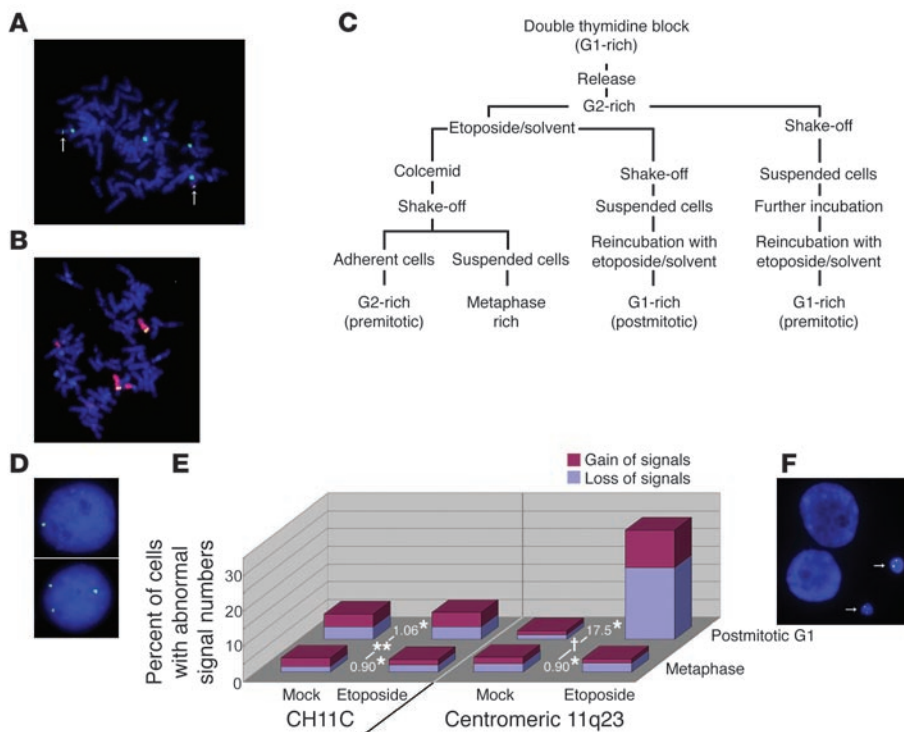 A
C
Double thymidine block
(G1-rich)
Release
G2-rich
Etoposide/solvent
Shake-off
Colcemid
Shake-off
Suspended cells
Shake-off
Suspended cells
Further incubation
B
Adherent cells
Suspended cells
Reincubation with
etoposide/solvent
Reincubation with
etoposide/solvent
G2-rich
(premitotic)
Metaphase
rich
G1-rich
(postmitotic)
G1-rich
(premitotic)
D
E
Gain of signals
Loss of signals
F
Percent of cells
with abnormal
signal numbers
30
20
10
0
1.06*
**
0.90*
17.5*
†
0.90*
Postmitotic G1
Metaphase
Mock
Etoposide
Mock
Etoposide
CH11C
Centromeric 11q23